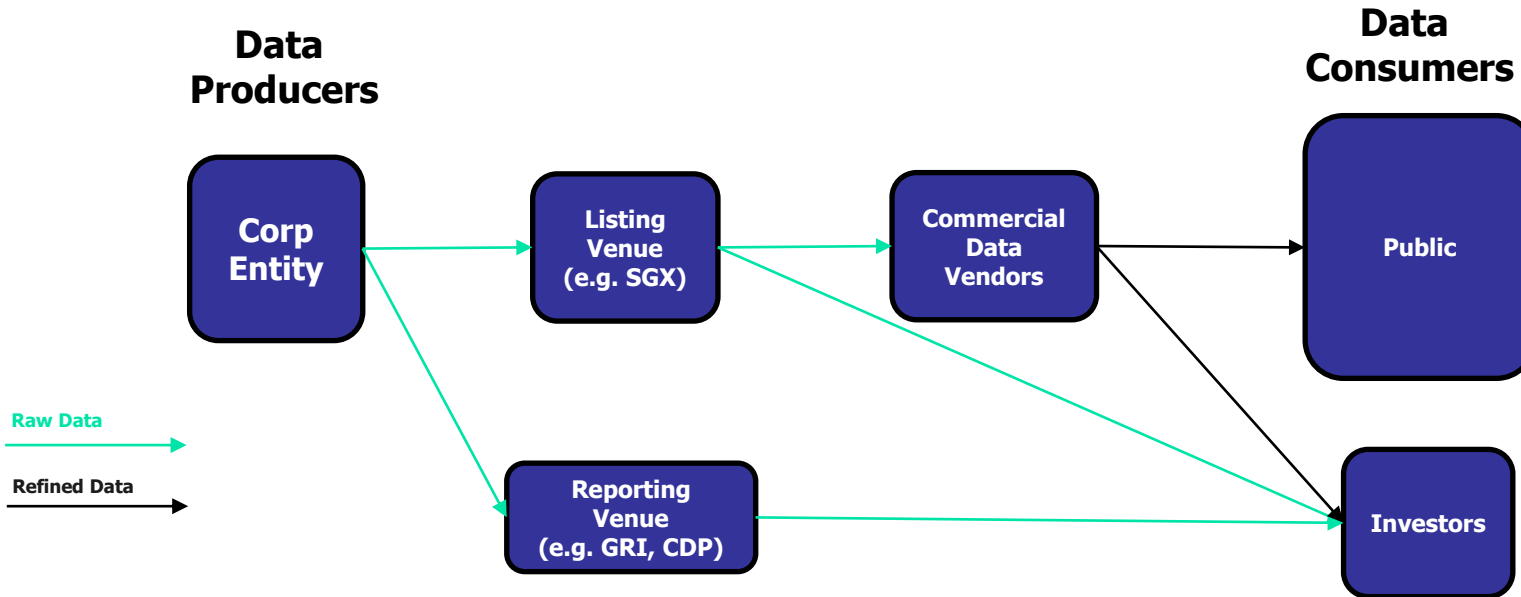 Data
Producers
Data
Consumers
Corp
Entity
Listing
Venue
(e.g. SGX)
Commercial
Data
Vendors
Public
Raw Data
Refined Data
Reporting
Venue
(e.g. GRI, CDP)
Investors